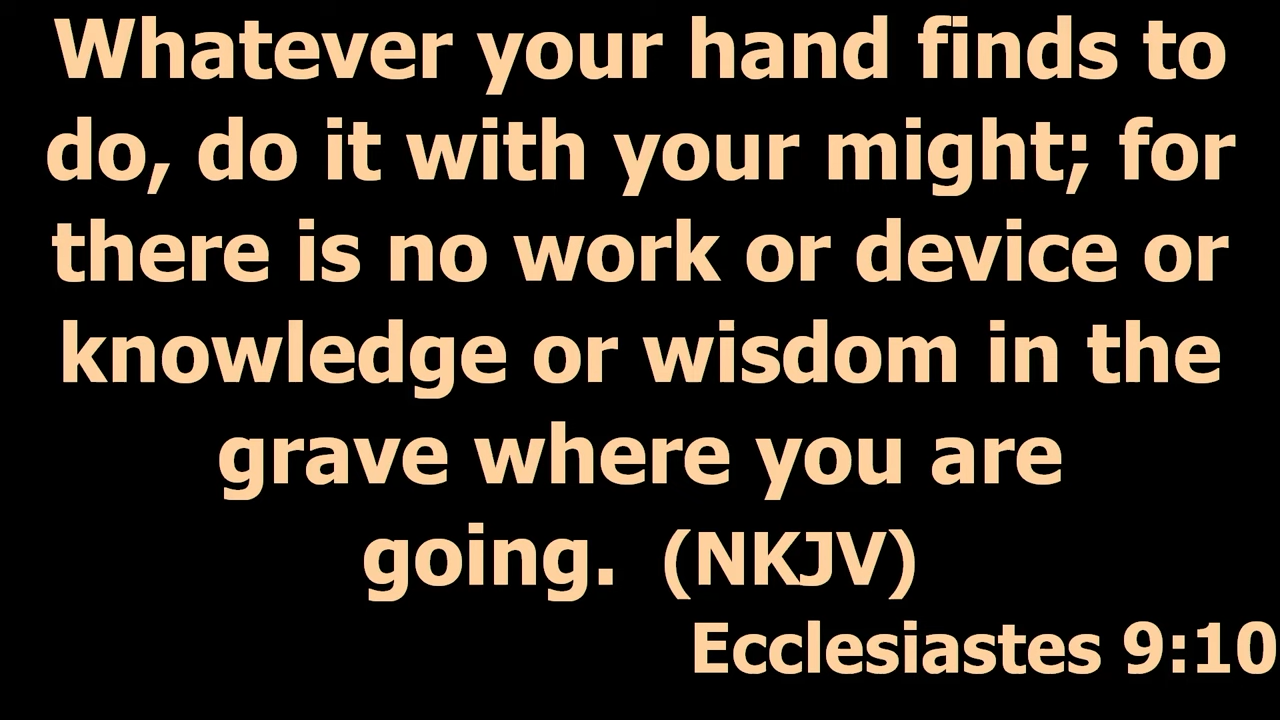 Whatever your hand finds to
do, do it with your might; for
there is no work or device or
knowledge or wisdom in the
grave where you are
going. (NKJV)
Ecclesiastes 9:10